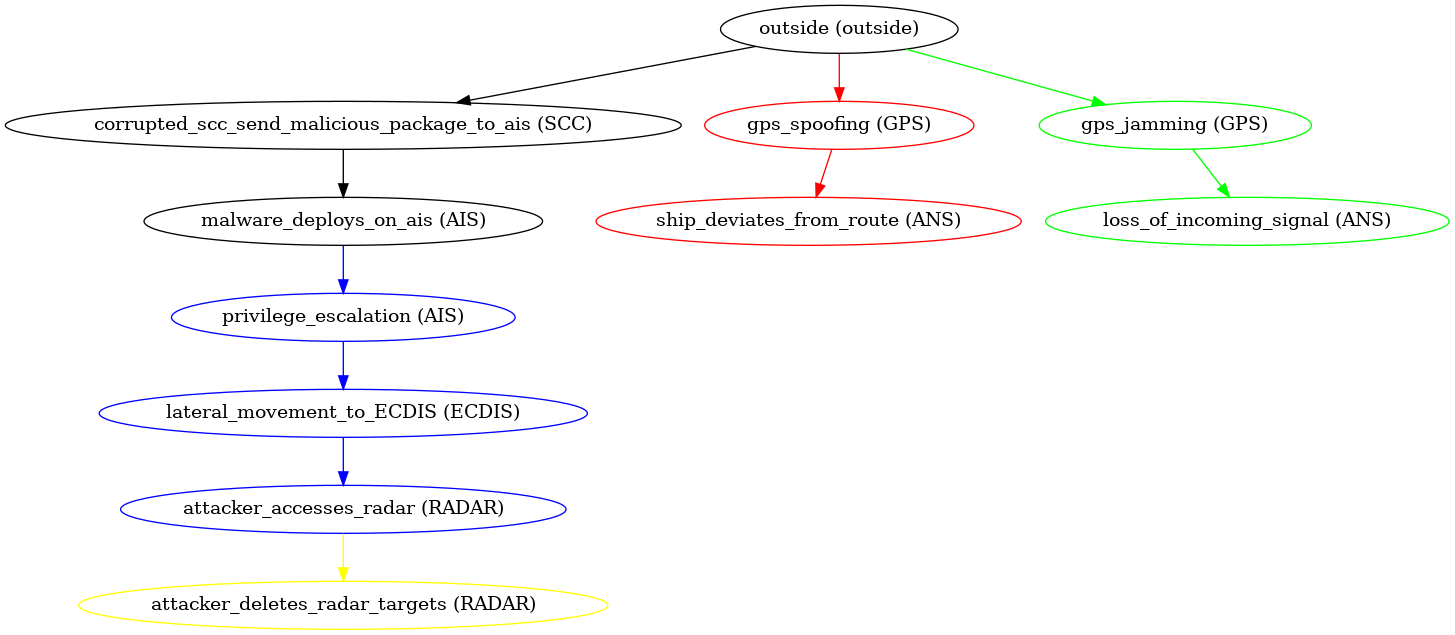 outside (outside)
corrupted_scc_send_malicious_package_to_ais (SCC)
gps_spoofing (GPS)
gps_jamming (GPS)
malware_deploys_on_ais (AIS)
ship_deviates_from_route (ANS)
loss_of_incoming_signal (ANS)
privilege_escalation (AIS)
lateral_movement_to_ECDIS (ECDIS)
attacker_accesses_radar (RADAR)
attacker_deletes_radar_targets (RADAR)